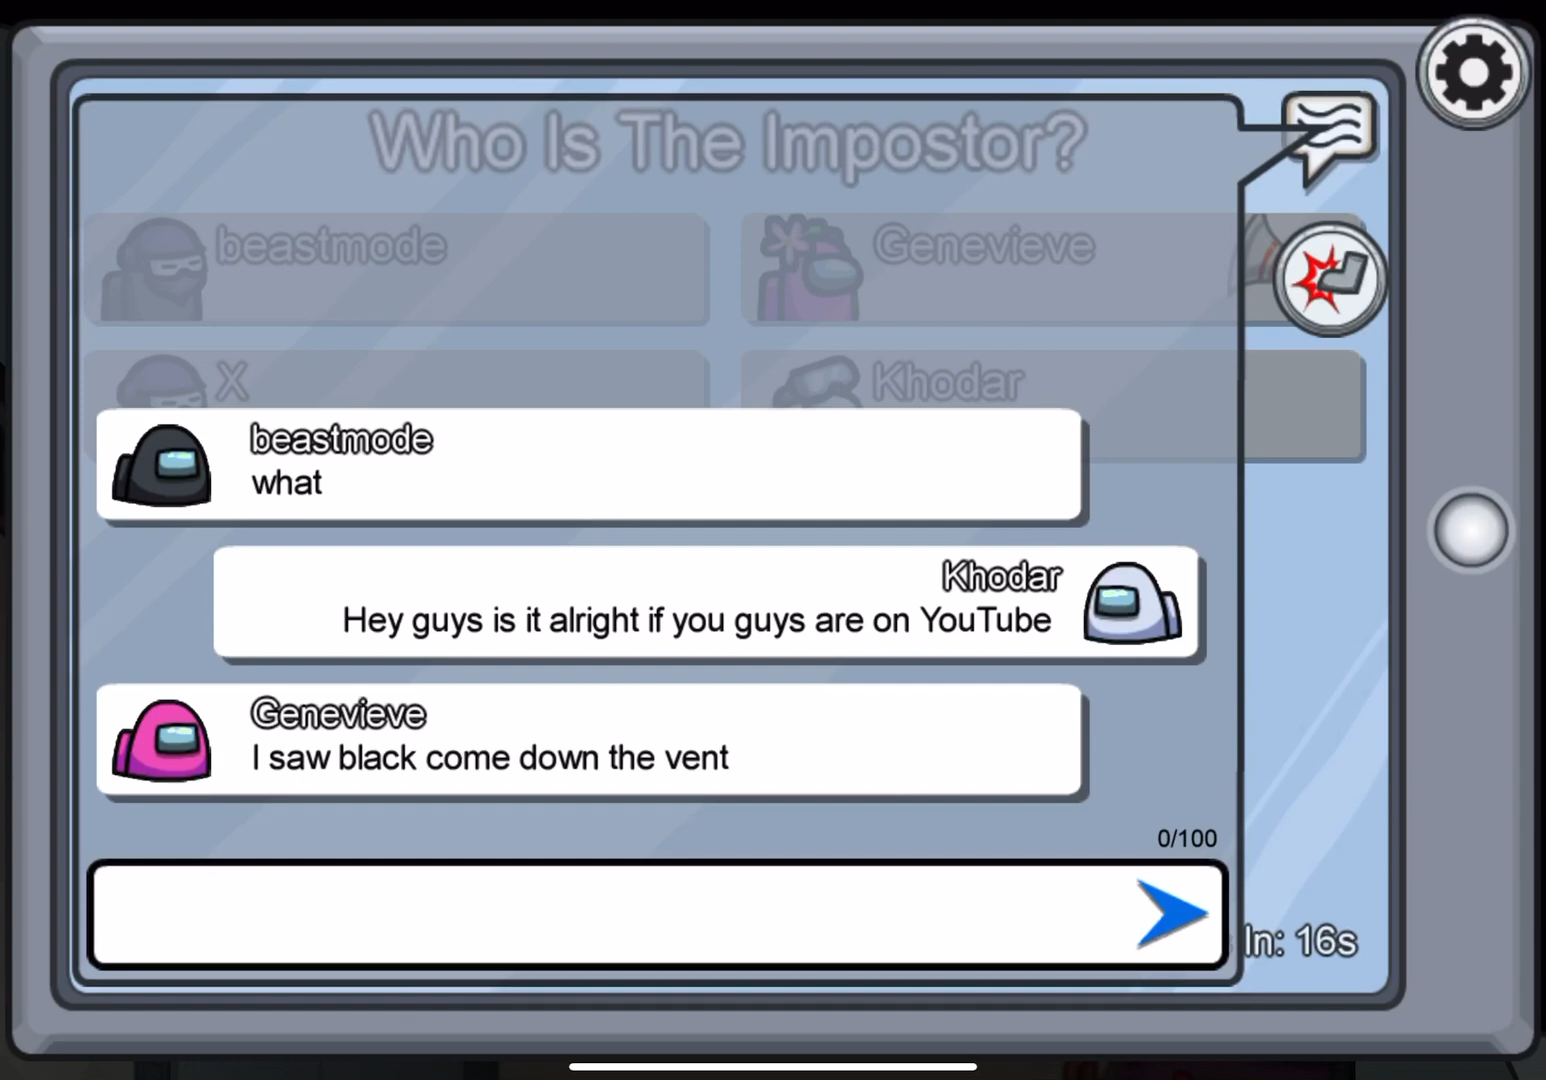 Who Is The Impostor?
beastmode
Genevieve
X
Khodar
beastmode
what
Khodar
Hey guys is it alright if you guys are on YouTube
Genevieve
I saw black come down the vent
0/100
In: 16s